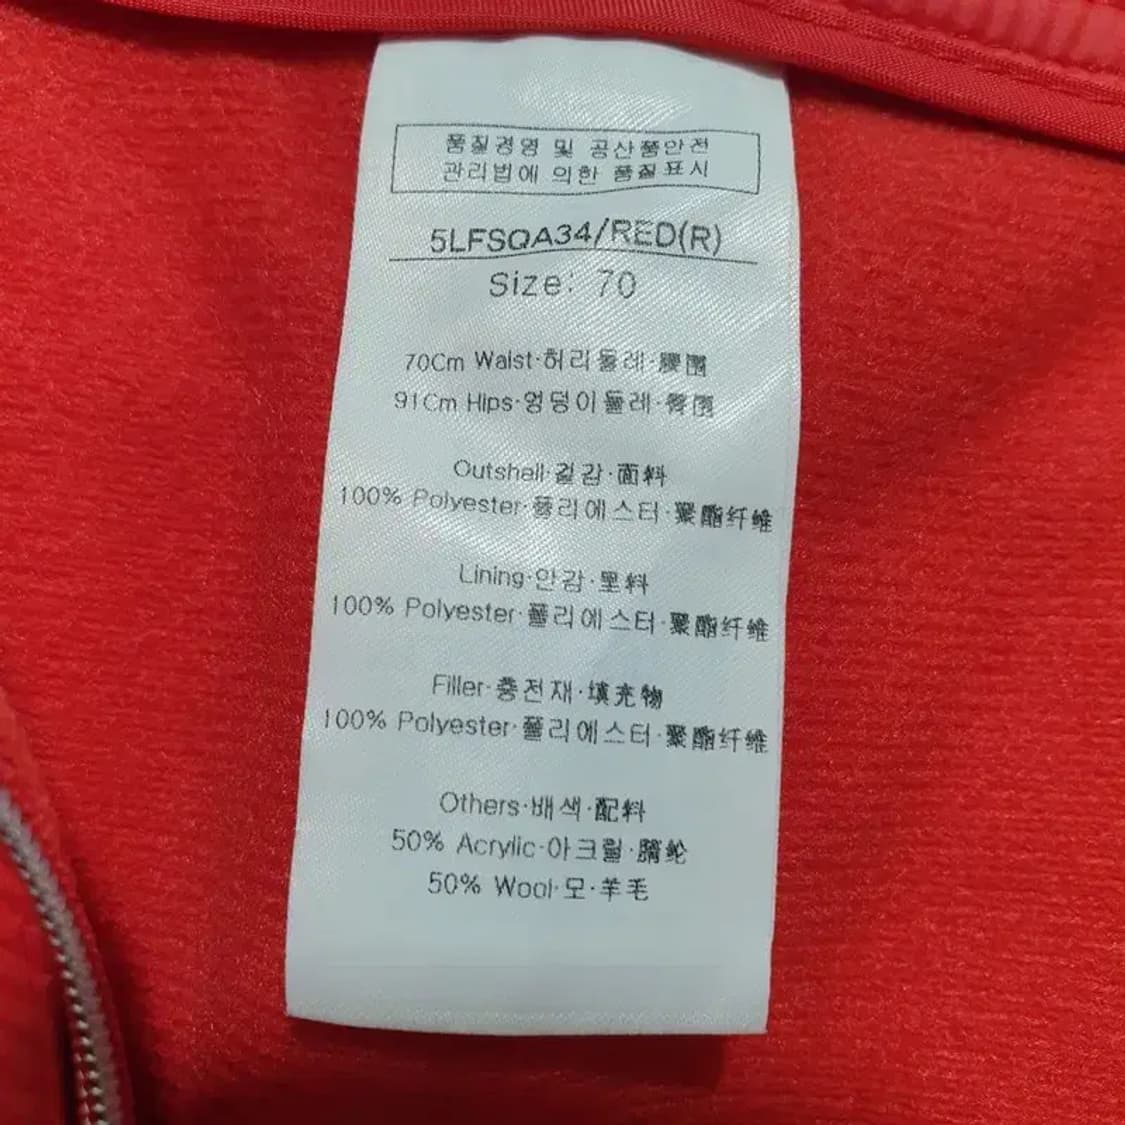 품질경영 및 공산품안전
관리법에 의한 품질표시
5LFSQA34/RED(R)
Size: 70
70Cm Waist·허리둘레·腰围
91Cm Hips·엉덩이둘레·臀围
Outshell·겉감·面料
100% Polyester·폴리에스터·聚酯纤维
Lining·안감·里料
100% Polyester·폴리에스터·聚酯纤维
Filler·충전재·填充物
100% Polyester·폴리에스터·聚酯纤维
Others·배색·配料
50% Acrylic·아크릴·腈纶
50% Wool·모·羊毛